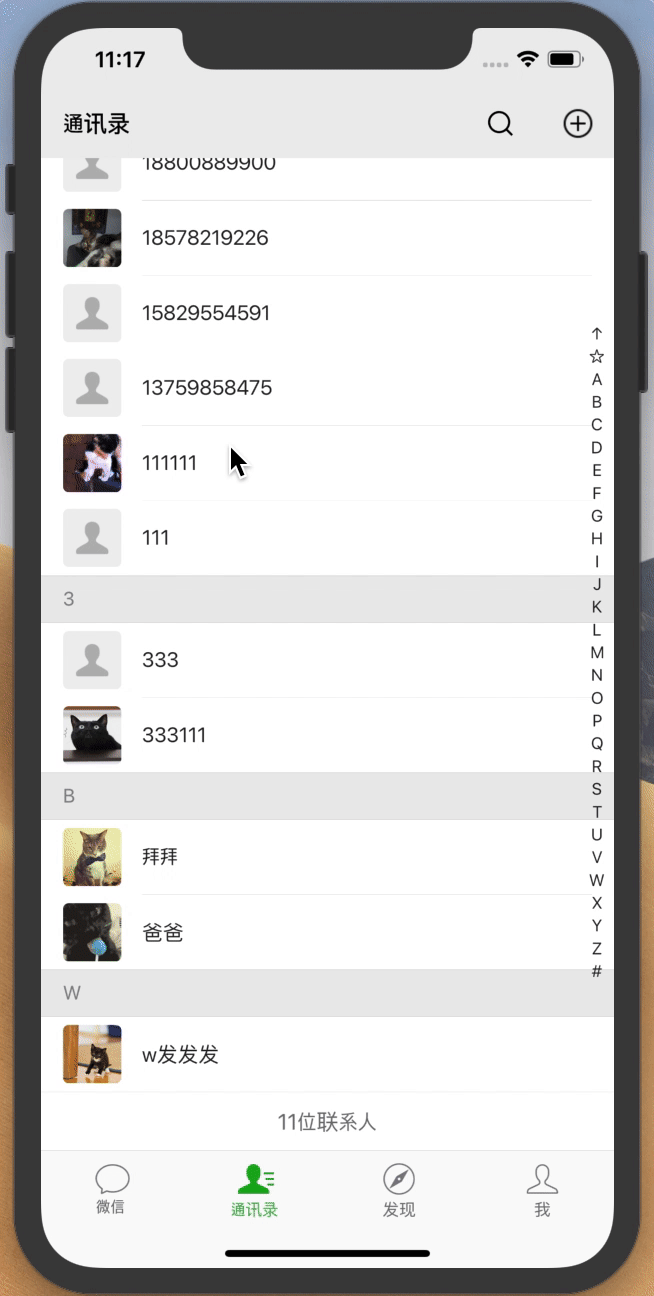 11:17
通讯录
18800889900
18578219226
15829554591
13759858475
111111
111
3
333
333111
B
拜拜
爸爸
W
w发发发
11位联系人
☆
A
B
C
D
E
F
G
H
I
J
K
L
M
N
O
P
Q
R
S
T
U
V
W
X
Y
Z
#
微信
通讯录
发现
我